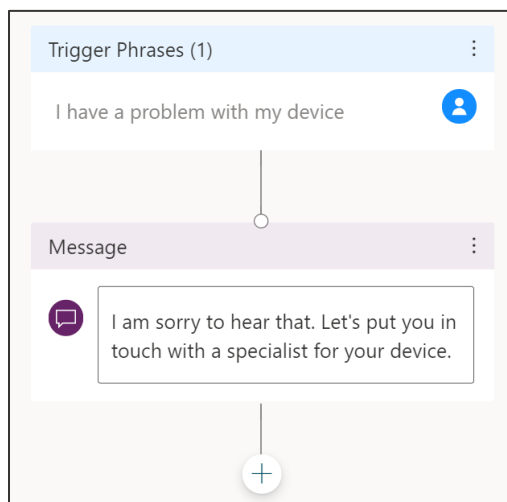 Trigger Phrases (1)
I have a problem with my device
Message
I am sorry to hear that. Let's put you in
touch with a specialist for your device.